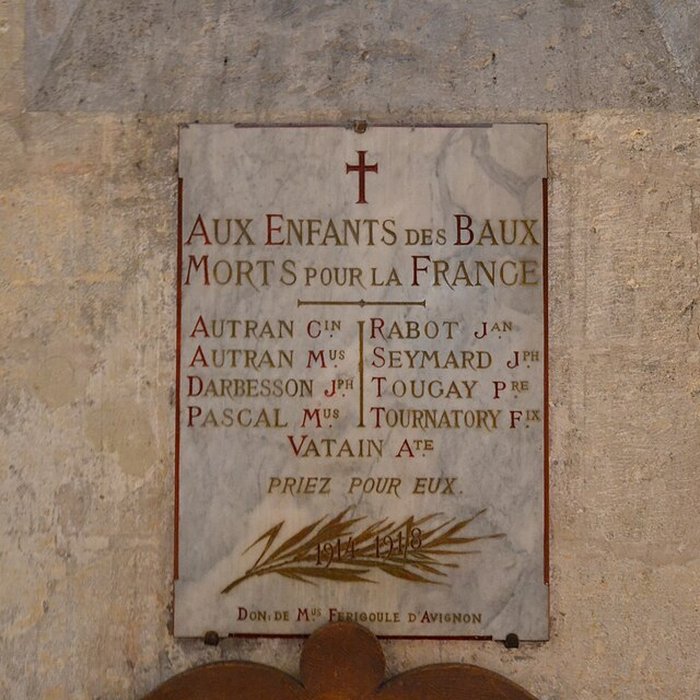 AUX ENFANTS DES BAUX
MORTS POUR LA FRANCE
AUTRAN CIN
AUTRAN MUS
DARBESSON JPH
PASCAL MUS
RABOT JAN
SEYMARD JPH
TOUGAY PRE
TOURNATORY FIX
VATAIN ATE
PRIEZ POUR EUX.
1914 1918
DON: DE MUS FERIGOULE D'AVIGNON